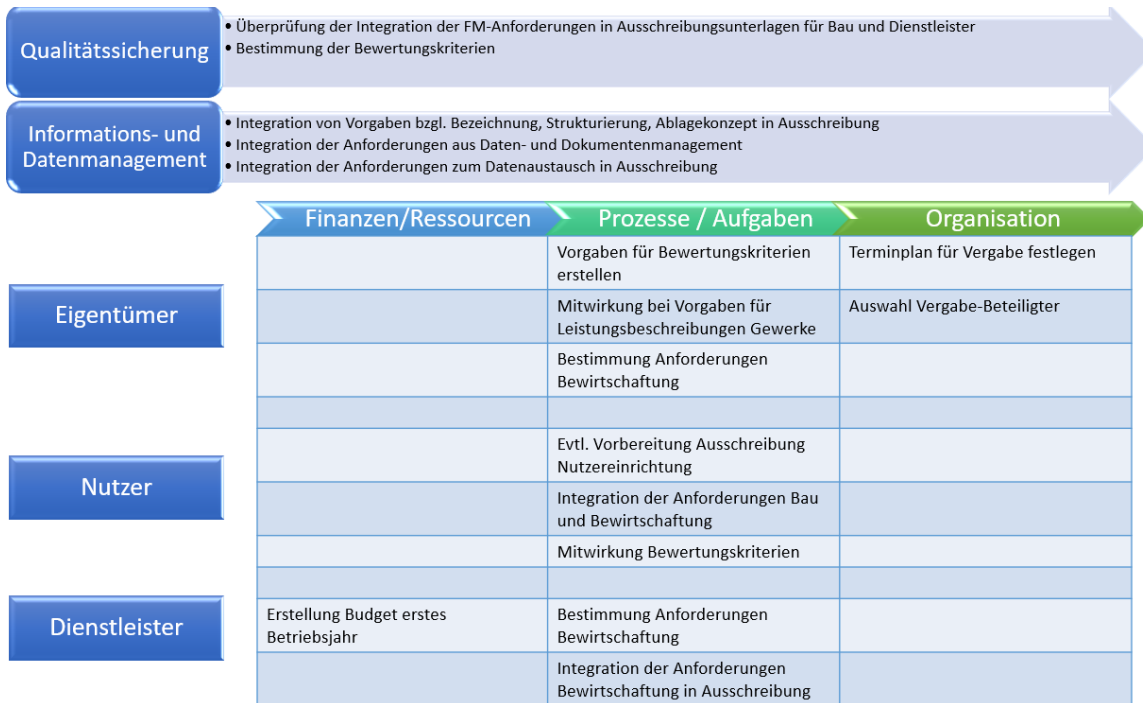 Qualitätssicherung
• Überprüfung der Integration der FM-Anforderungen in Ausschreibungsunterlagen für Bau und Dienstleister
• Bestimmung der Bewertungskriterien
Informations- und
Datenmanagement
• Integration von Vorgaben bzgl. Bezeichnung, Strukturierung, Ablagekonzept in Ausschreibung
• Integration der Anforderungen aus Daten- und Dokumentenmanagement
• Integration der Anforderungen zum Datenaustausch in Ausschreibung
Finanzen/Ressourcen
Prozesse / Aufgaben
Organisation
Eigentümer
Vorgaben für Bewertungskriterien
erstellen
Terminplan für Vergabe festlegen
Mitwirkung bei Vorgaben für
Leistungsbeschreibungen Gewerke
Auswahl Vergabe-Beteiligter
Bestimmung Anforderungen
Bewirtschaftung
Nutzer
Evtl. Vorbereitung Ausschreibung
Nutzereinrichtung
Integration der Anforderungen Bau
und Bewirtschaftung
Mitwirkung Bewertungskriterien
Dienstleister
Erstellung Budget erstes
Betriebsjahr
Bestimmung Anforderungen
Bewirtschaftung
Integration der Anforderungen
Bewirtschaftung in Ausschreibung